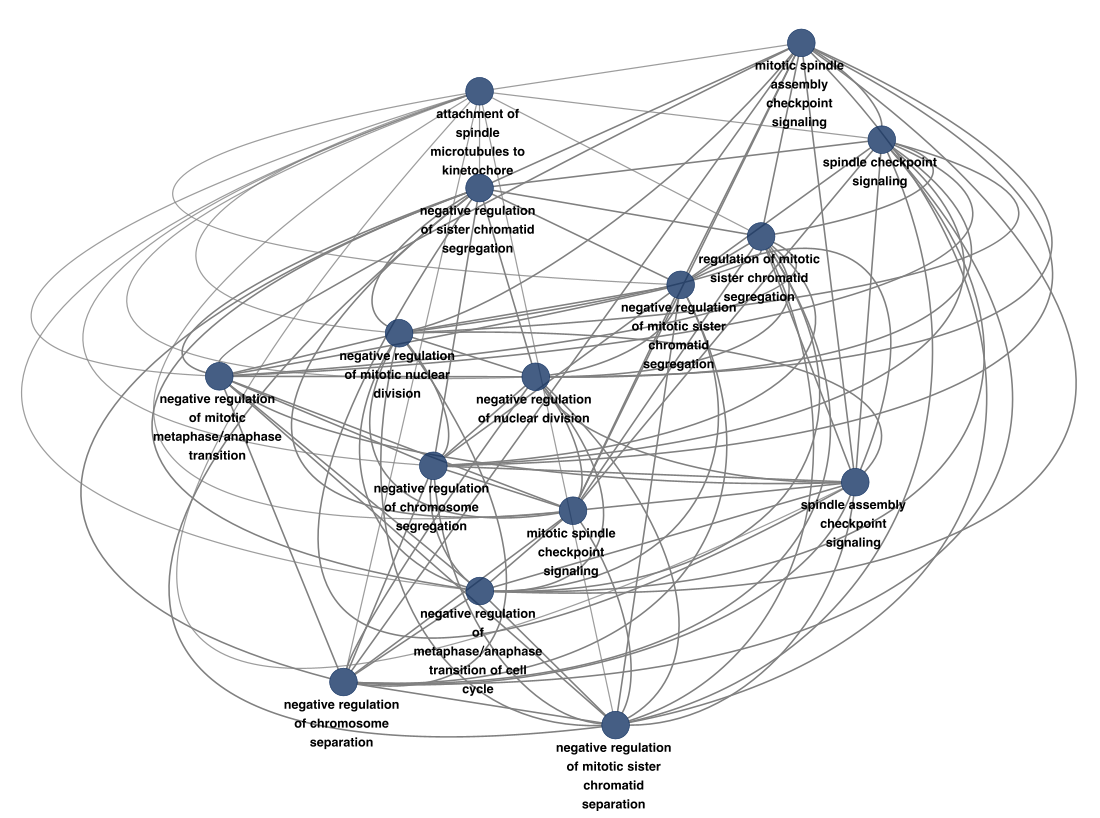 mitotic spindle
assembly
checkpoint
signaling
attachment of
spindle
microtubules to
kinetochore
spindle checkpoint
signaling
negative regulation
of sister chromatid
segregation
regulation of mitotic
sister chromatid
segregation
negative regulation
of mitotic sister
chromatid
segregation
negative regulation
of mitotic nuclear
division
negative regulation
of mitotic
metaphase/anaphase
transition
negative regulation
of nuclear division
negative regulation
of chromosome
segregation
spindle assembly
checkpoint
signaling
mitotic spindle
checkpoint
signaling
negative regulation
of
metaphase/anaphase
transition of cell
cycle
negative regulation
of chromosome
separation
negative regulation
of mitotic sister
chromatid
separation